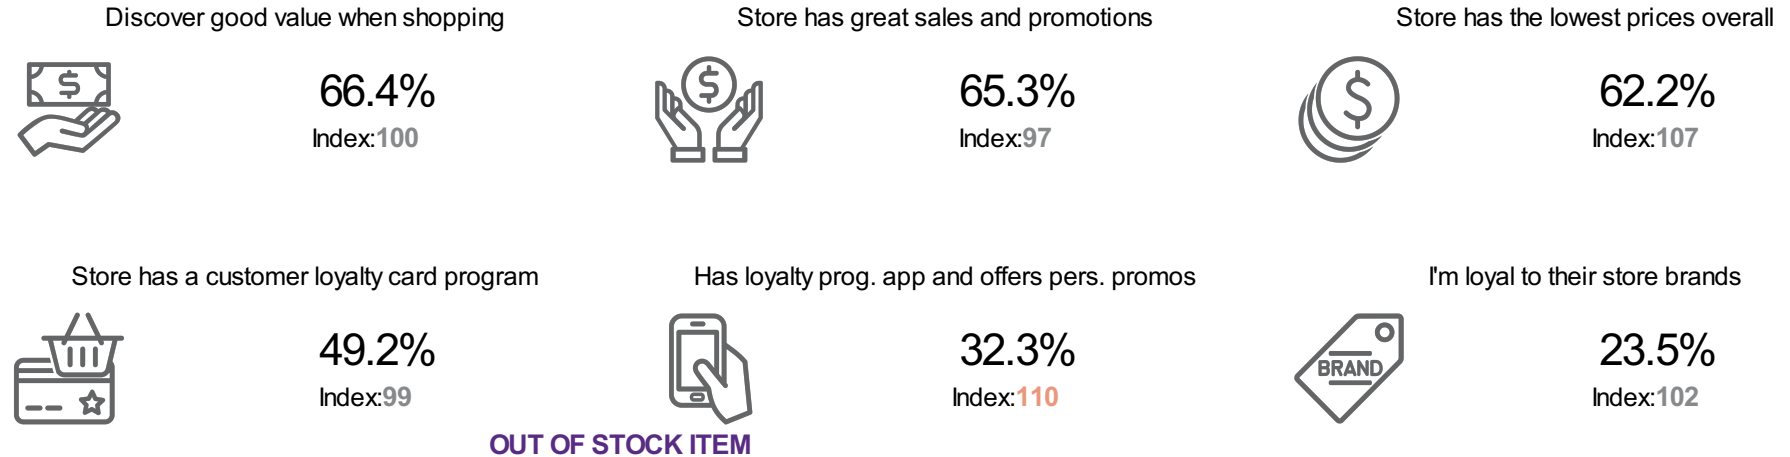 Discover good value when shopping
66.4%
Index:100
Store has great sales and promotions
65.3%
Index:97
Store has the lowest prices overall
62.2%
Index:107
Store has a customer loyalty card program
49.2%
Index:99
Has loyalty prog. app and offers pers. promos
32.3%
Index:110
I'm loyal to their store brands
BRAND
23.5%
Index:102
OUT OF STOCK ITEM